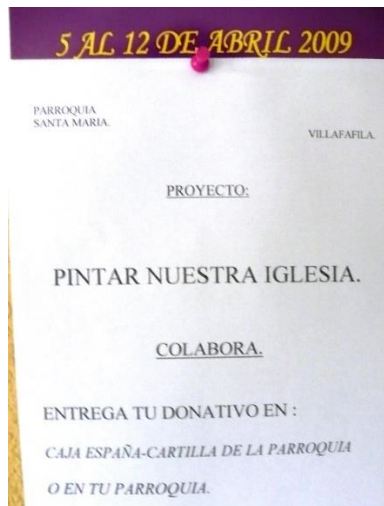 5 AL 12 DE ABRIL 2009
PARROQUIA
SANTA MARIA.
VILLAFAFILA.
PROYECTO:
PINTAR NUESTRA IGLESIA.
COLABORA.
ENTREGA TU DONATIVO EN :
CAJA ESPAÑA-CARTILLA DE LA PARROQUIA
O EN TU PARROQUIA.